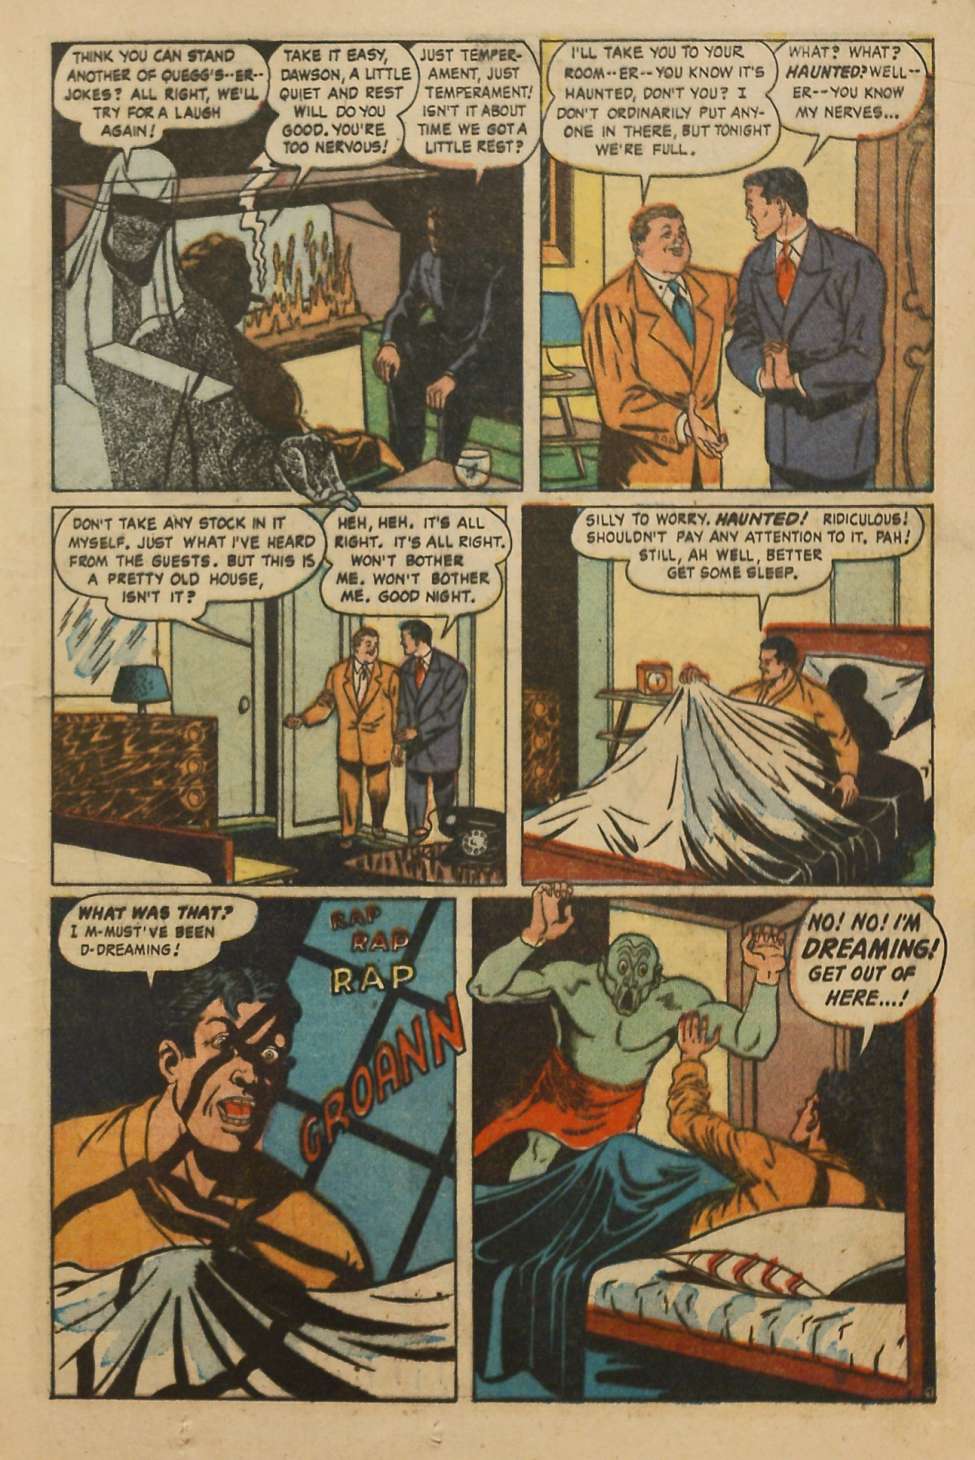 THINK YOU CAN STAND
ANOTHER OF QUEGG'S--ER--
JOKES? ALL RIGHT, WE'LL
TRY FOR A LAUGH
AGAIN!
TAKE IT EASY,
DAWSON, A LITTLE
QUIET AND REST
WILL DO YOU
GOOD. YOU'RE
TOO NERVOUS!
JUST TEMPER-
AMENT, JUST
TEMPERAMENT!
ISN'T IT ABOUT
TIME WE GOT A
LITTLE REST?
I'LL TAKE YOU TO YOUR
ROOM--ER--YOU KNOW IT'S
HAUNTED, DON'T YOU? I
DON'T ORDINARILY PUT ANY-
ONE IN THERE, BUT TONIGHT
WE'RE FULL.
WHAT? WHAT?
HAUNTED? WELL--
ER--YOU KNOW
MY NERVES...
DON'T TAKE ANY STOCK IN IT
MYSELF. JUST WHAT I'VE HEARD
FROM THE GUESTS. BUT THIS IS
A PRETTY OLD HOUSE,
ISN'T IT?
HEH, HEH. IT'S ALL
RIGHT. IT'S ALL RIGHT.
WON'T BOTHER
ME. WON'T BOTHER
ME. GOOD NIGHT.
SILLY TO WORRY. HAUNTED! RIDICULOUS!
SHOULDN'T PAY ANY ATTENTION TO IT. PAH!
STILL, AH WELL, BETTER
GET SOME SLEEP.
WHAT WAS THAT?
I M-MUST'VE BEEN
D-DREAMING!
RAP
RAP
RAP
GROANN
NO! NO! I'M
DREAMING!
GET OUT OF
HERE...!